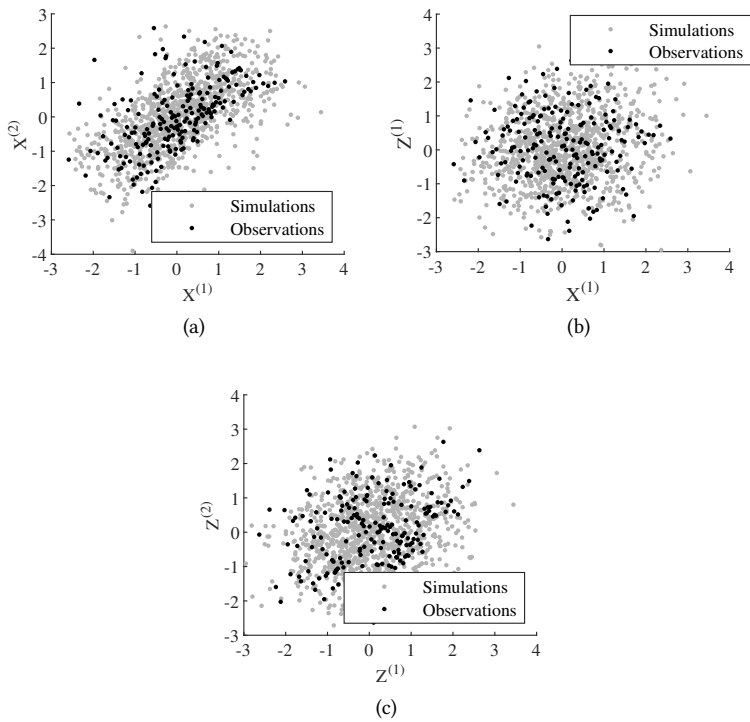 3
2
1
0
-1
-2
-3
-4
X(2)
Simulations
Observations
-3 -2 -1 0 1 2 3 4
X(1)
(a)
4
3
2
1
0
-1
-2
-3
Z(1)
Simulations
Observations
-3 -2 -1 0 1 2 3 4
X(1)
(b)
4
3
2
1
0
-1
-2
-3
Z(2)
Simulations
Observations
-3 -2 -1 0 1 2 3 4
Z(1)
(c)